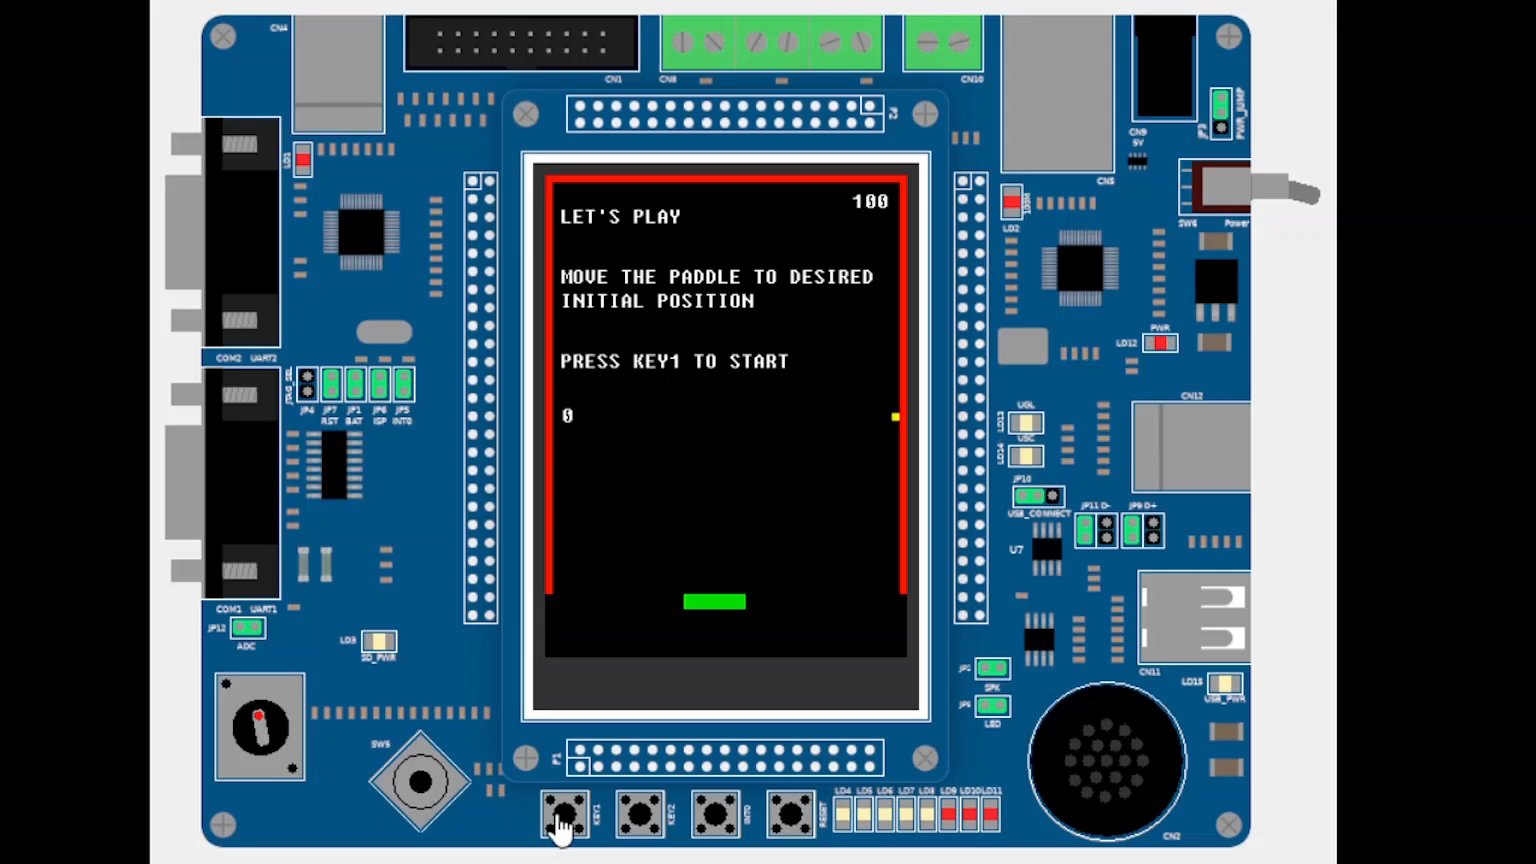 CN4
CN1
CN8
CN10
P2
CN9
5V
JP3
PWR_JUMP
CN5
LD1
100M
LD2
SW6
Power
100
LET'S PLAY
MOVE THE PADDLE TO DESIRED
INITIAL POSITION
PRESS KEY1 TO START
0
PWR
LD12
COM2 UART2
JTAG_SEL
JP4
JP7
JP1
JP6
JP5
RST
BAT
ISP
INT0
CN12
UGL
LD13
USC
LD14
JP10
USB_CONNECT
JP11 D-
JP9 D+
U7
COM1 UART1
JP12
ADC
LD3
SD_PWR
JP2
SPK
LED
CN11
LD15
USB_PWR
SW5
P1
KEY1
KEY2
INT0
RESET
LD4
LD5
LD6
LD7
LD8
LD9
LD10
LD11
CN2